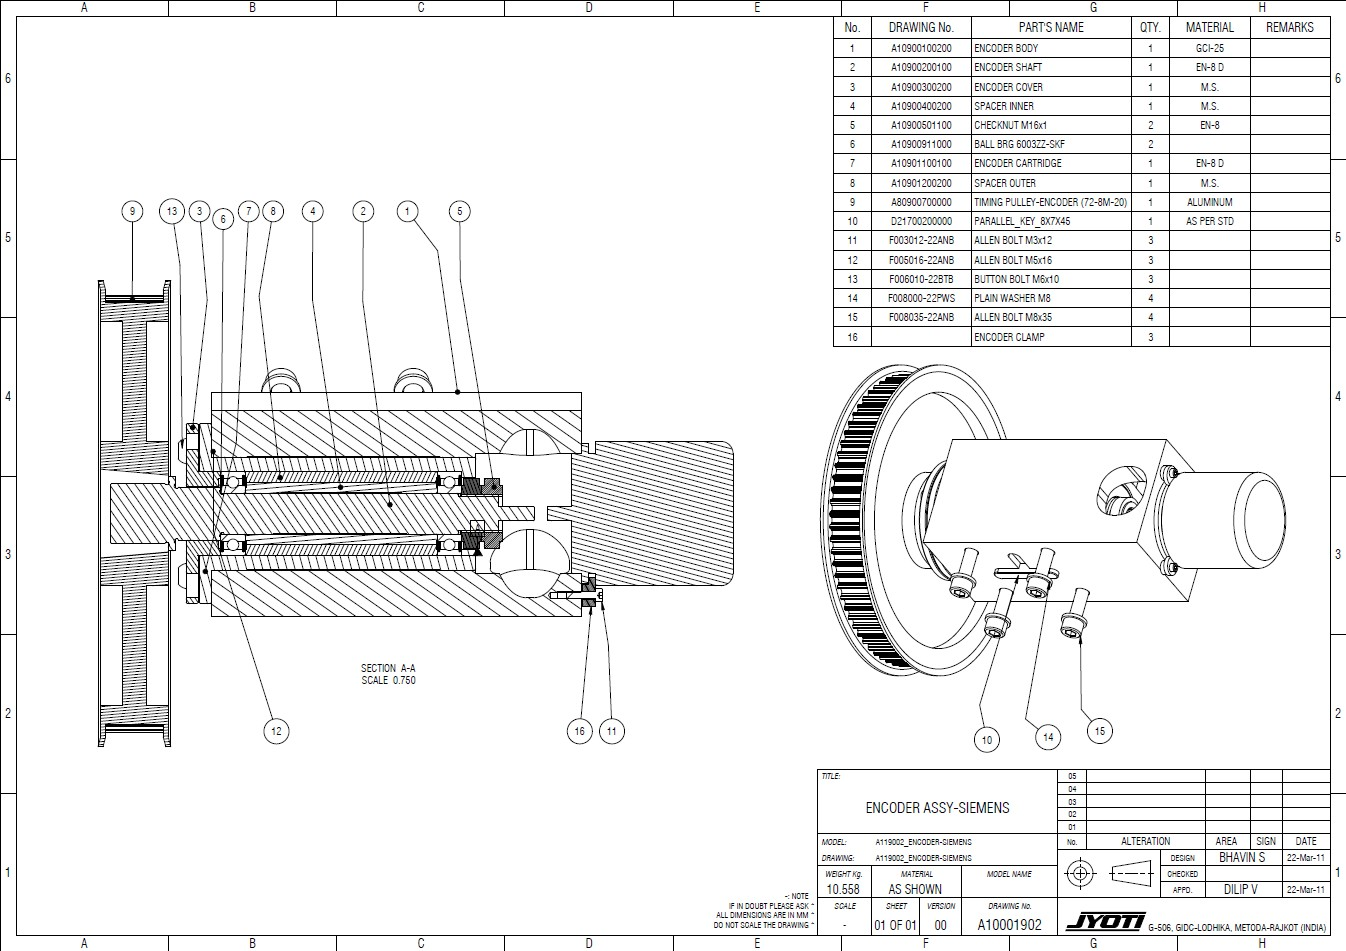 A B C D E F G H
6 5 4 3 2 1
No. DRAWING No. PART'S NAME QTY. MATERIAL REMARKS
1 A10900100200 ENCODER BODY 1 GCI-25
2 A10900200100 ENCODER SHAFT 1 EN-8 D
3 A10900300200 ENCODER COVER 1 M.S.
4 A10900400200 SPACER INNER 1 M.S.
5 A10900501100 CHECKNUT M16x1 2 EN-8
6 A10900911000 BALL BRG 6003ZZ-SKF 2
7 A10901100100 ENCODER CARTRIDGE 1 EN-8 D
8 A10901200200 SPACER OUTER 1 M.S.
9 A80900700000 TIMING PULLEY-ENCODER (72-8M-20) 1 ALUMINUM
10 D21700200000 PARALLEL_KEY_8X7X45 1 AS PER STD
11 F003012-22ANB ALLEN BOLT M3x12 3
12 F005016-22ANB ALLEN BOLT M5x16 3
13 F006010-22BTB BUTTON BOLT M6x10 3
14 F008000-22PWS PLAIN WASHER M8 4
15 F008035-22ANB ALLEN BOLT M8x35 4
16 ENCODER CLAMP 3
9 13 3 6 7 8 4 2 1 5
SECTION A-A
SCALE 0.750
12 16 11
10 14 15
TITLE:
ENCODER ASSY-SIEMENS
MODEL: A119002_ENCODER-SIEMENS
DRAWING: A119002_ENCODER-SIEMENS
WEIGHT Kg. MATERIAL MODEL NAME
10.558 AS SHOWN
SCALE SHEET VERSION DRAWING No.
- 01 OF 01 00 A10001902
05
04
03
02
01
No. ALTERATION AREA SIGN DATE
DESIGN BHAVIN S 22-Mar-11
CHECKED
APPD. DILIP V 22-Mar-11
JYOTI G-506, GIDC-LODHIKA, METODA-RAJKOT (INDIA)
-: NOTE
IF IN DOUBT PLEASE ASK *
ALL DIMENSIONS ARE IN MM *
DO NOT SCALE THE DRAWING *
6 5 4 3 2 1
A B C D E F G H